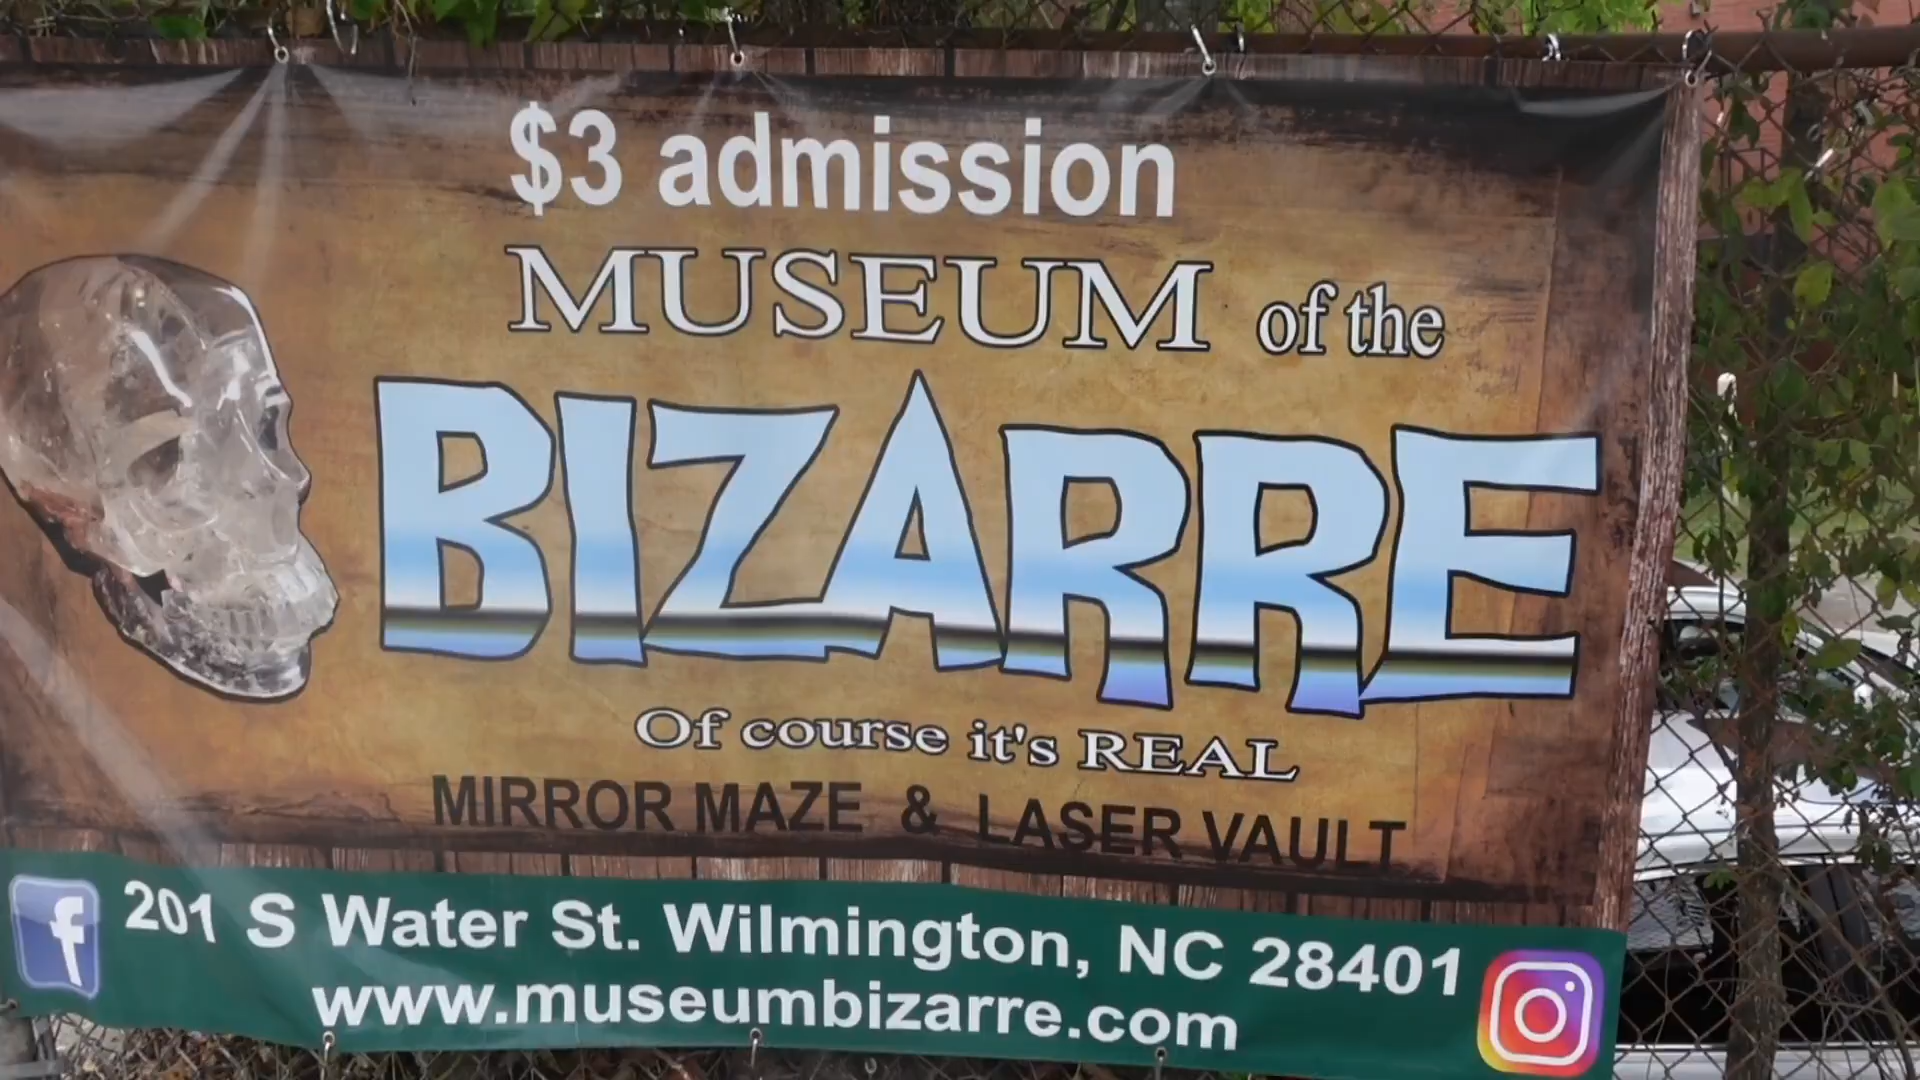 $3 admission
MUSEUM of the
BIZARRE
Of course it's REAL
MIRROR MAZE & LASER VAULT
201 S Water St. Wilmington, NC 28401
www.museumbizarre.com